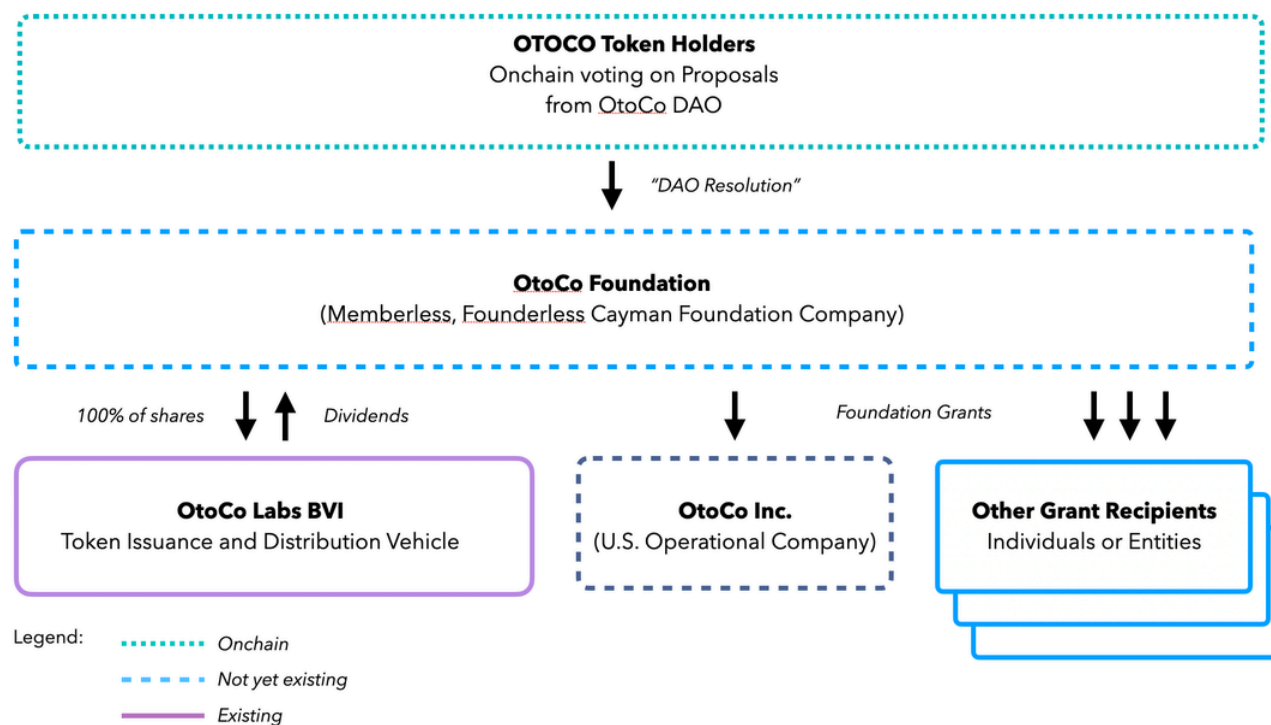 OTOCO Token Holders
Onchain voting on Proposals
from OtoCo DAO
“DAO Resolution”
OtoCo Foundation
(Memberless, Founderless Cayman Foundation Company)
100% of shares
Dividends
Foundation Grants
OtoCo Labs BVI
Token Issuance and Distribution Vehicle
OtoCo Inc.
(U.S. Operational Company)
Other Grant Recipients
Individuals or Entities
Legend:
Onchain
Not yet existing
Existing